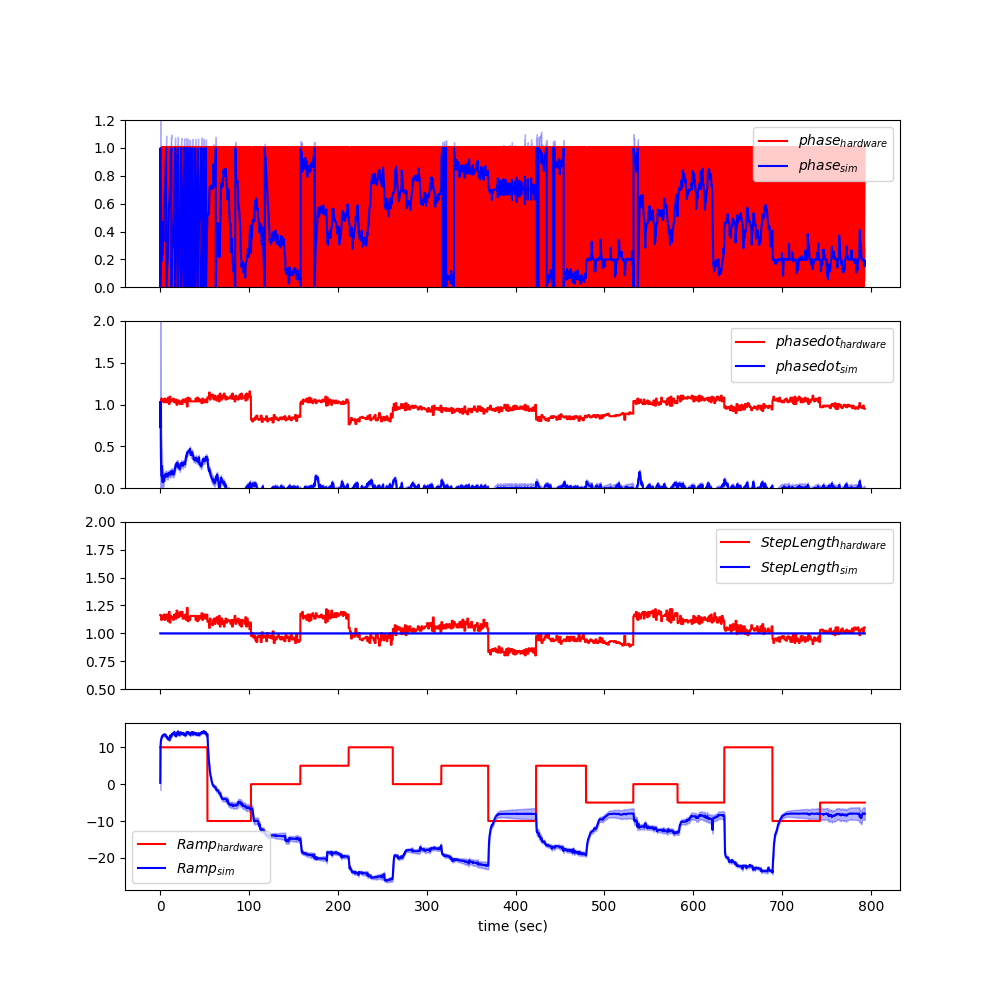 1.2
1.0
0.8
0.6
0.4
0.2
0.0
phase_hardware
phase_sim
2.0
1.5
1.0
0.5
0.0
phasedot_hardware
phasedot_sim
2.00
1.75
1.50
1.25
1.00
0.75
0.50
StepLength_hardware
StepLength_sim
10
0
−10
−20
Ramp_hardware
Ramp_sim
0 100 200 300 400 500 600 700 800
time (sec)